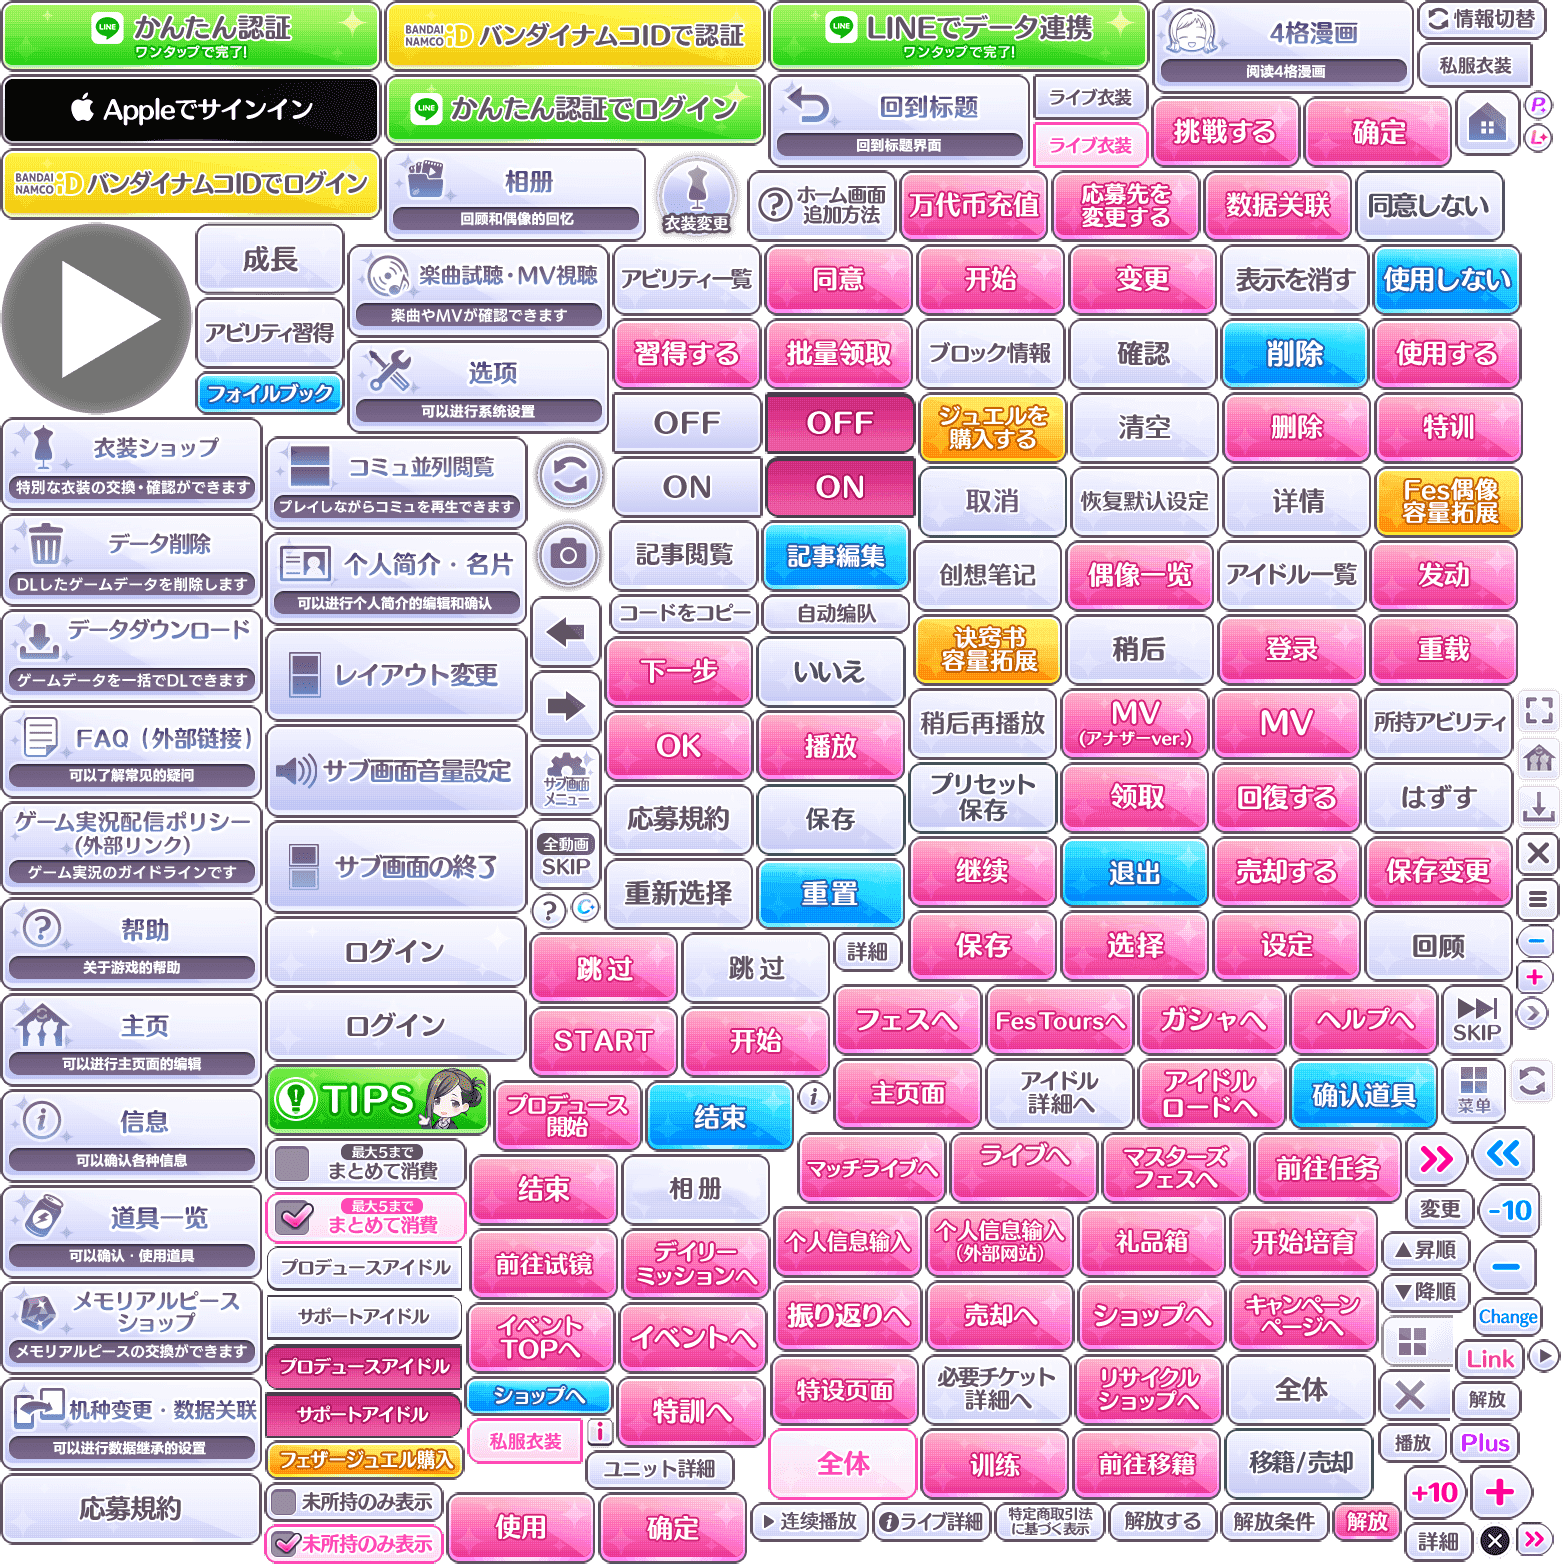 LINE かんたん認証
ワンタップで完了!
BANDAI NAMCO iD バンダイナムコIDで認証
LINE LINEでデータ連携
ワンタップで完了!
4格漫画
阅读4格漫画
情報切替
私服衣装
Appleでサインイン
LINE かんたん認証でログイン
回到标题
回到标题界面
ライブ衣装
ライブ衣装
挑戦する
确定
P
L
BANDAI NAMCO iD バンダイナムコIDでログイン
相册
回顾和偶像的回忆
衣装変更
ホーム画面
追加方法
万代币充值
応募先を
変更する
数据关联
同意しない
成長
アビリティ習得
フォイルブック
楽曲試聴・MV視聴
楽曲やMVが確認できます
选项
可以进行系统设置
アビリティ一覧
同意
开始
变更
表示を消す
使用しない
習得する
批量领取
ブロック情報
確認
削除
使用する
OFF
OFF
ジュエルを
購入する
清空
删除
特训
ON
ON
取消
恢复默认设定
详情
Fes偶像
容量拓展
衣装ショップ
特別な衣装の交換・確認ができます
コミュ並列閲覧
プレイしながらコミュを再生できます
記事閲覧
記事編集
创想笔记
偶像一览
アイドル一覧
发动
データ削除
DLしたゲームデータを削除します
个人简介・名片
可以进行个人简介的编辑和确认
コードをコピー
自动编队
诀窍书
容量拓展
稍后
登录
重载
データダウンロード
ゲームデータを一括でDLできます
レイアウト変更
下一步
いいえ
稍后再播放
MV
(アナザーver.)
MV
所持アビリティ
FAQ（外部链接）
可以了解常见的疑问
サブ画面音量設定
サブ画面
メニュー
OK
播放
プリセット
保存
领取
回復する
はずす
ゲーム実況配信ポリシー
(外部リンク)
ゲーム実況のガイドラインです
サブ画面の終了
全動画
SKIP
応募規約
保存
继续
退出
売却する
保存变更
帮助
关于游戏的帮助
?
C
重新选择
重置
保存
选择
设定
回顾
ログイン
跳过
跳过
詳細
主页
可以进行主页面的编辑
ログイン
START
开始
フェスへ
Fes Toursへ
ガシャへ
ヘルプへ
SKIP
TIPS
プロデュース
開始
结束
i
主页面
アイドル
詳細へ
アイドル
ロードへ
确认道具
菜单
信息
可以确认各种信息
最大5まで
まとめて消費
结束
相册
マッチライブへ
ライブへ
マスターズ
フェスへ
前往任务
変更
-10
道具一览
可以确认・使用道具
最大5まで
まとめて消費
プロデュースアイドル
前往试镜
デイリー
ミッションへ
个人信息输入
个人信息输入
（外部网站）
礼品箱
开始培育
▲昇順
▼降順
メモリアルピース
ショップ
メモリアルピースの交換ができます
サポートアイドル
プロデュースアイドル
イベント
TOPへ
イベントへ
振り返りへ
売却へ
ショップへ
キャンペーン
ページへ
Change
Link
机种变更・数据关联
可以进行数据继承的设置
サポートアイドル
ショップへ
特訓へ
特设页面
必要チケット
詳細へ
リサイクル
ショップへ
全体
解放
私服衣装
i
フェザージュエル購入
ユニット詳細
全体
训练
前往移籍
移籍/売却
播放
Plus
応募規約
未所持のみ表示
未所持のみ表示
使用
确定
连续播放
ライブ詳細
特定商取引法
に基づく表示
解放する
解放条件
解放
+10
詳細